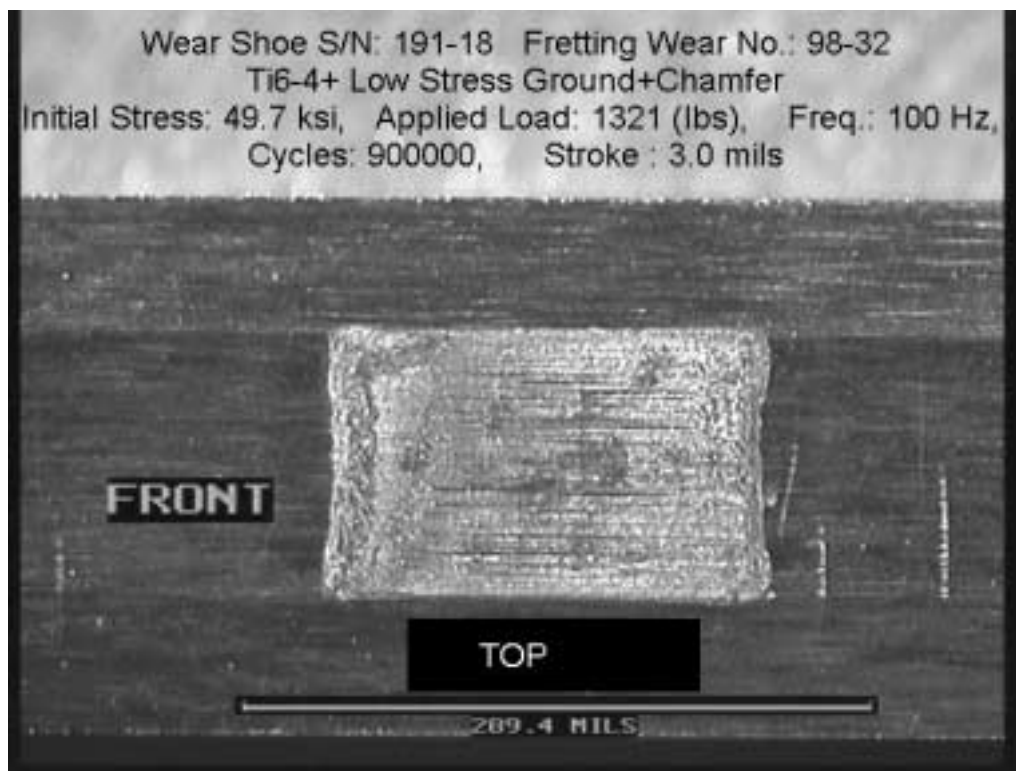 Wear Shoe S/N: 191-18 Fretting Wear No.: 98-32
Ti6-4+ Low Stress Ground+Chamfer
Initial Stress: 49.7 ksi, Applied Load: 1321 (lbs), Freq.: 100 Hz,
Cycles: 900000, Stroke : 3.0 mils
FRONT
TOP
209.4 MILS